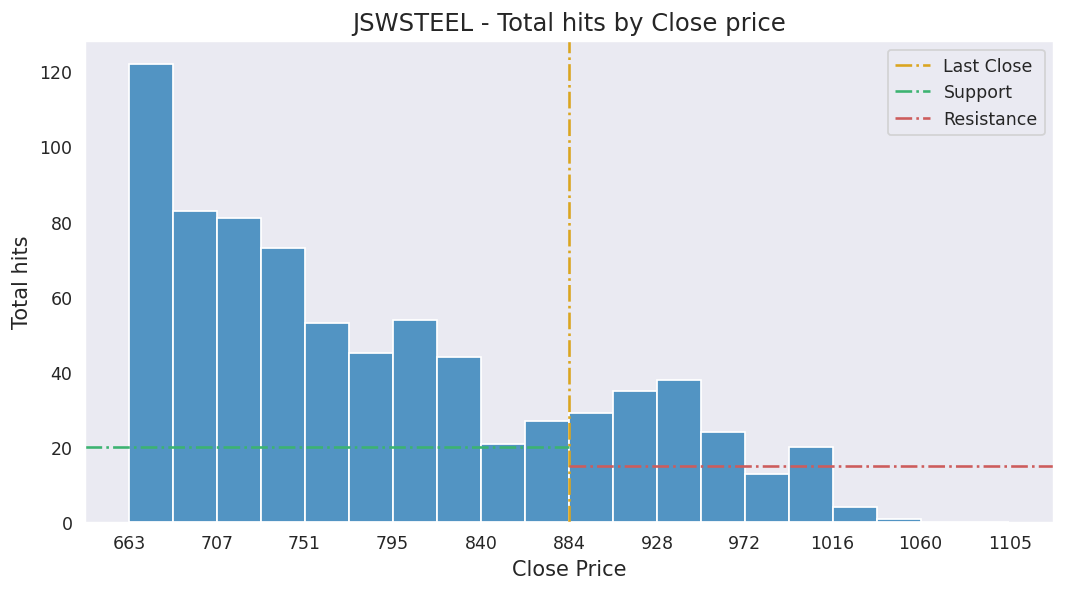 JSWSTEEL - Total hits by Close price
Last Close
Support
Resistance
Total hits
120
100
80
60
40
20
0
663 707 751 795 840 884 928 972 1016 1060 1105
Close Price